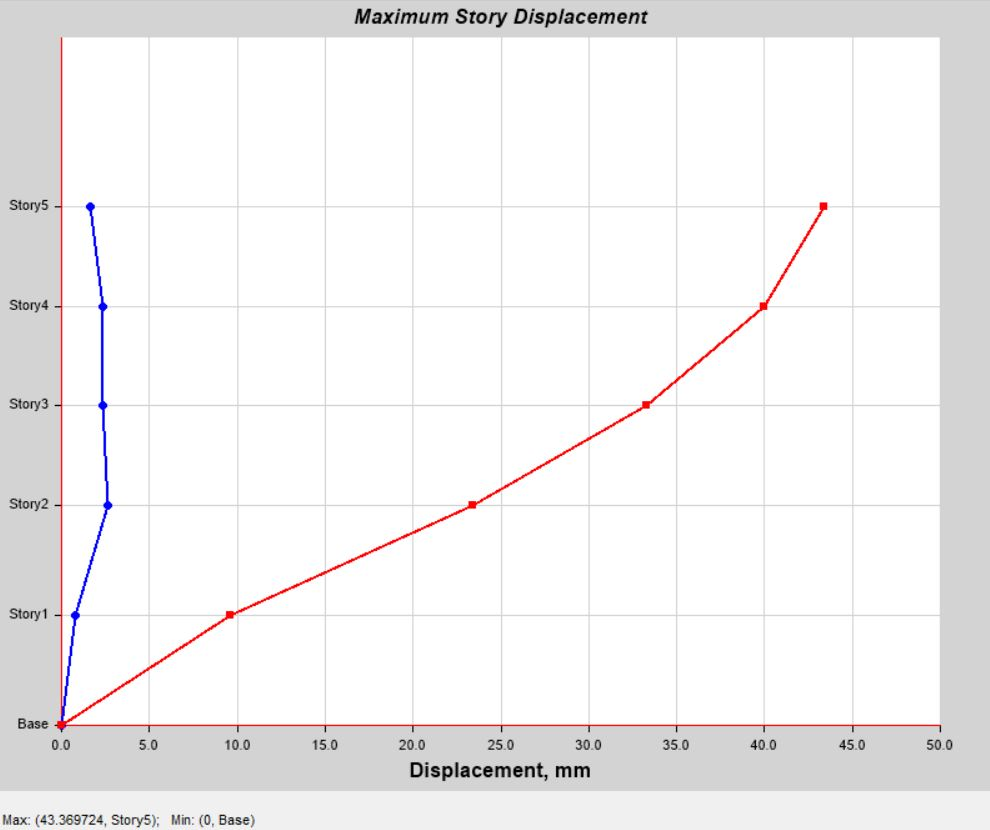 Maximum Story Displacement
Story5
Story4
Story3
Story2
Story1
Base
0.0 5.0 10.0 15.0 20.0 25.0 30.0 35.0 40.0 45.0 50.0
Displacement, mm
Max: (43.369724, Story5); Min: (0, Base)